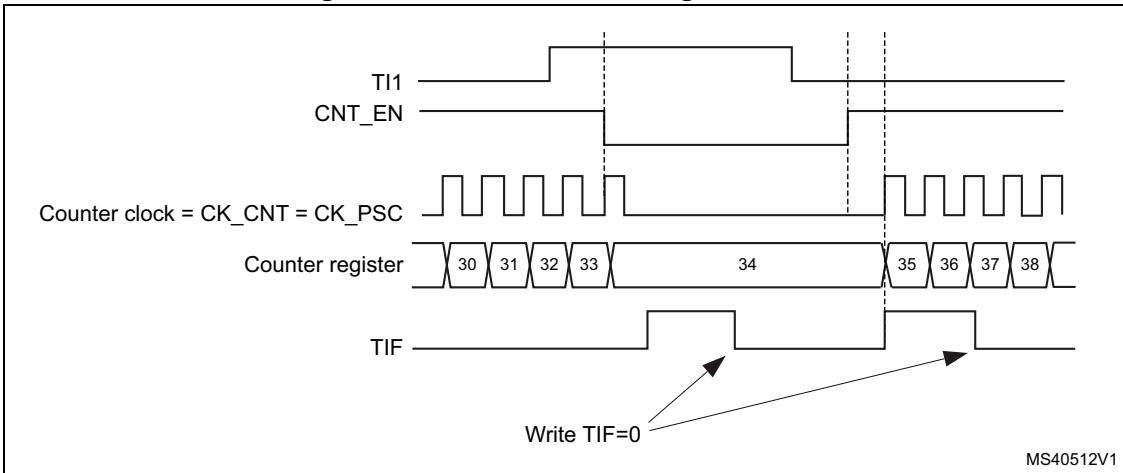 TI1
CNT_EN
Counter clock = CK_CNT = CK_PSC
Counter register 30 31 32 33 34 35 36 37 38
TIF
Write TIF=0
MS40512V1